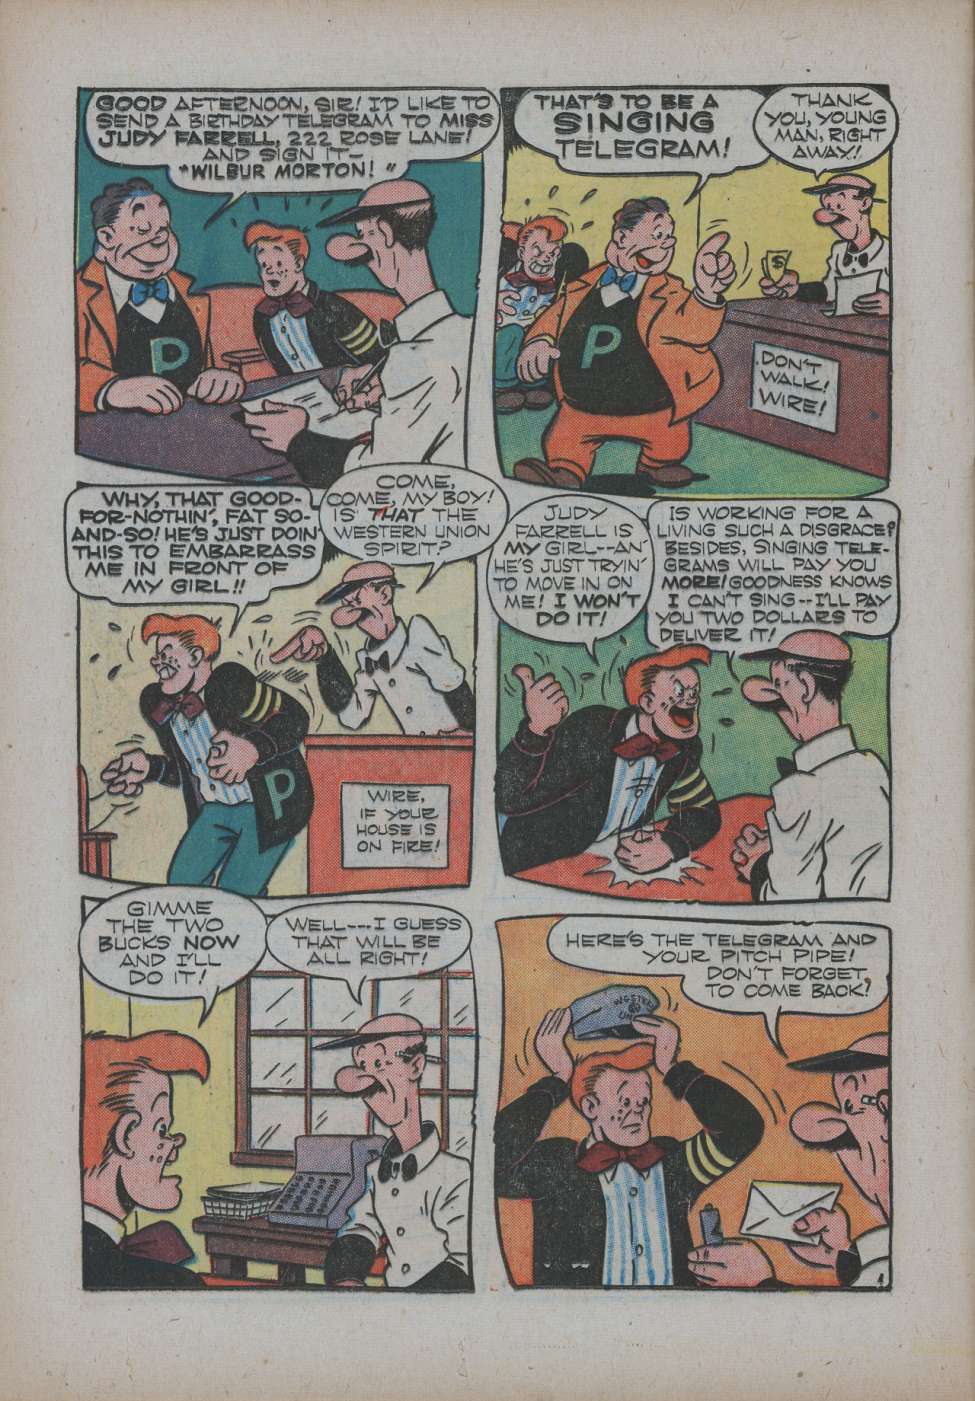 GOOD AFTERNOON, SIR! I'D LIKE TO
SEND A BIRTHDAY TELEGRAM TO MISS
JUDY FARRELL, 222 ROSE LANE!
AND SIGN IT—
"WILBUR MORTON!"
P
THAT'S TO BE A
SINGING
TELEGRAM!
THANK
YOU, YOUNG
MAN, RIGHT
AWAY!
$
P
DON'T
WALK!
WIRE!
WHY, THAT GOOD-
FOR-NOTHIN', FAT SO-
AND-SO! HE'S JUST DOIN'
THIS TO EMBARRASS
ME IN FRONT OF
MY GIRL!!
COME,
COME, MY BOY!
IS THAT THE
WESTERN UNION
SPIRIT?
P
WIRE,
IF YOUR
HOUSE IS
ON FIRE!
JUDY
FARRELL IS
MY GIRL--AN'
HE'S JUST TRYIN'
TO MOVE IN ON
ME! I WON'T
DO IT!
IS WORKING FOR A
LIVING SUCH A DISGRACE?
BESIDES, SINGING TELE-
GRAMS WILL PAY YOU
MORE! GOODNESS KNOWS
I CAN'T SING--I'LL PAY
YOU TWO DOLLARS TO
DELIVER IT!
GIMME
THE TWO
BUCKS NOW
AND I'LL
DO IT!
WELL---I GUESS
THAT WILL BE
ALL RIGHT!
HERE'S THE TELEGRAM AND
YOUR PITCH PIPE!
DON'T FORGET
TO COME BACK!
4